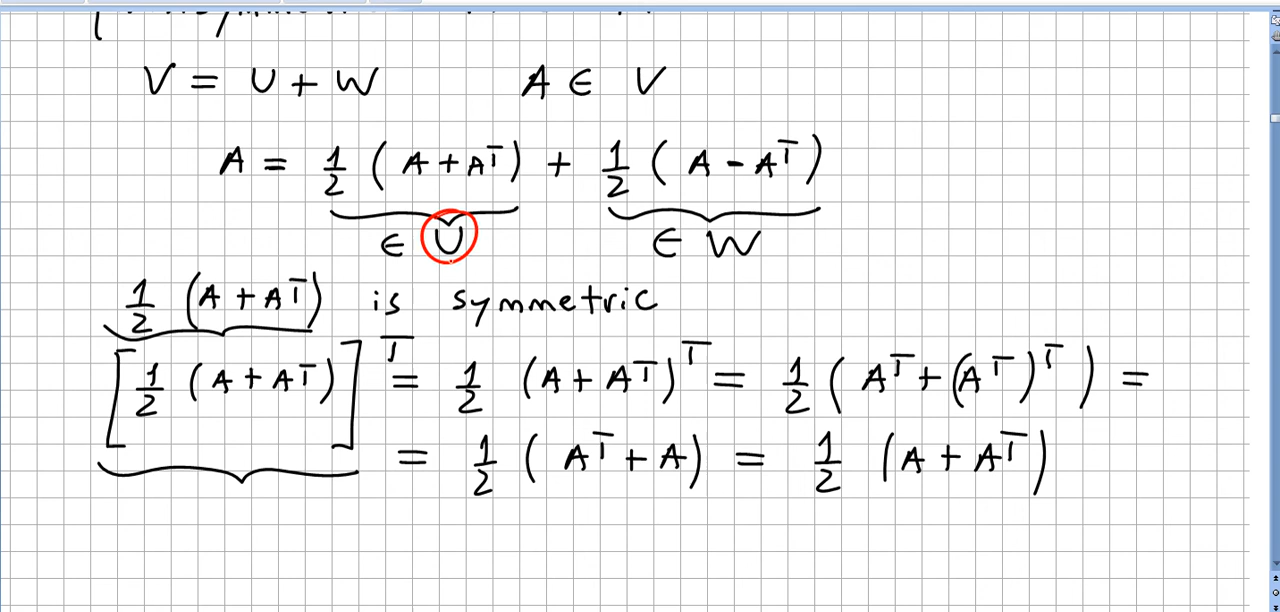 V = U + W A ∈ V
A = 1/2 (A + Aᵀ) + 1/2 (A - Aᵀ)
∈ U ∈ W
1/2 (A + Aᵀ) is symmetric
[1/2 (A + Aᵀ)]ᵀ = 1/2 (A + Aᵀ)ᵀ = 1/2 (Aᵀ + (Aᵀ)ᵀ) =
= 1/2 (Aᵀ + A) = 1/2 (A + Aᵀ)